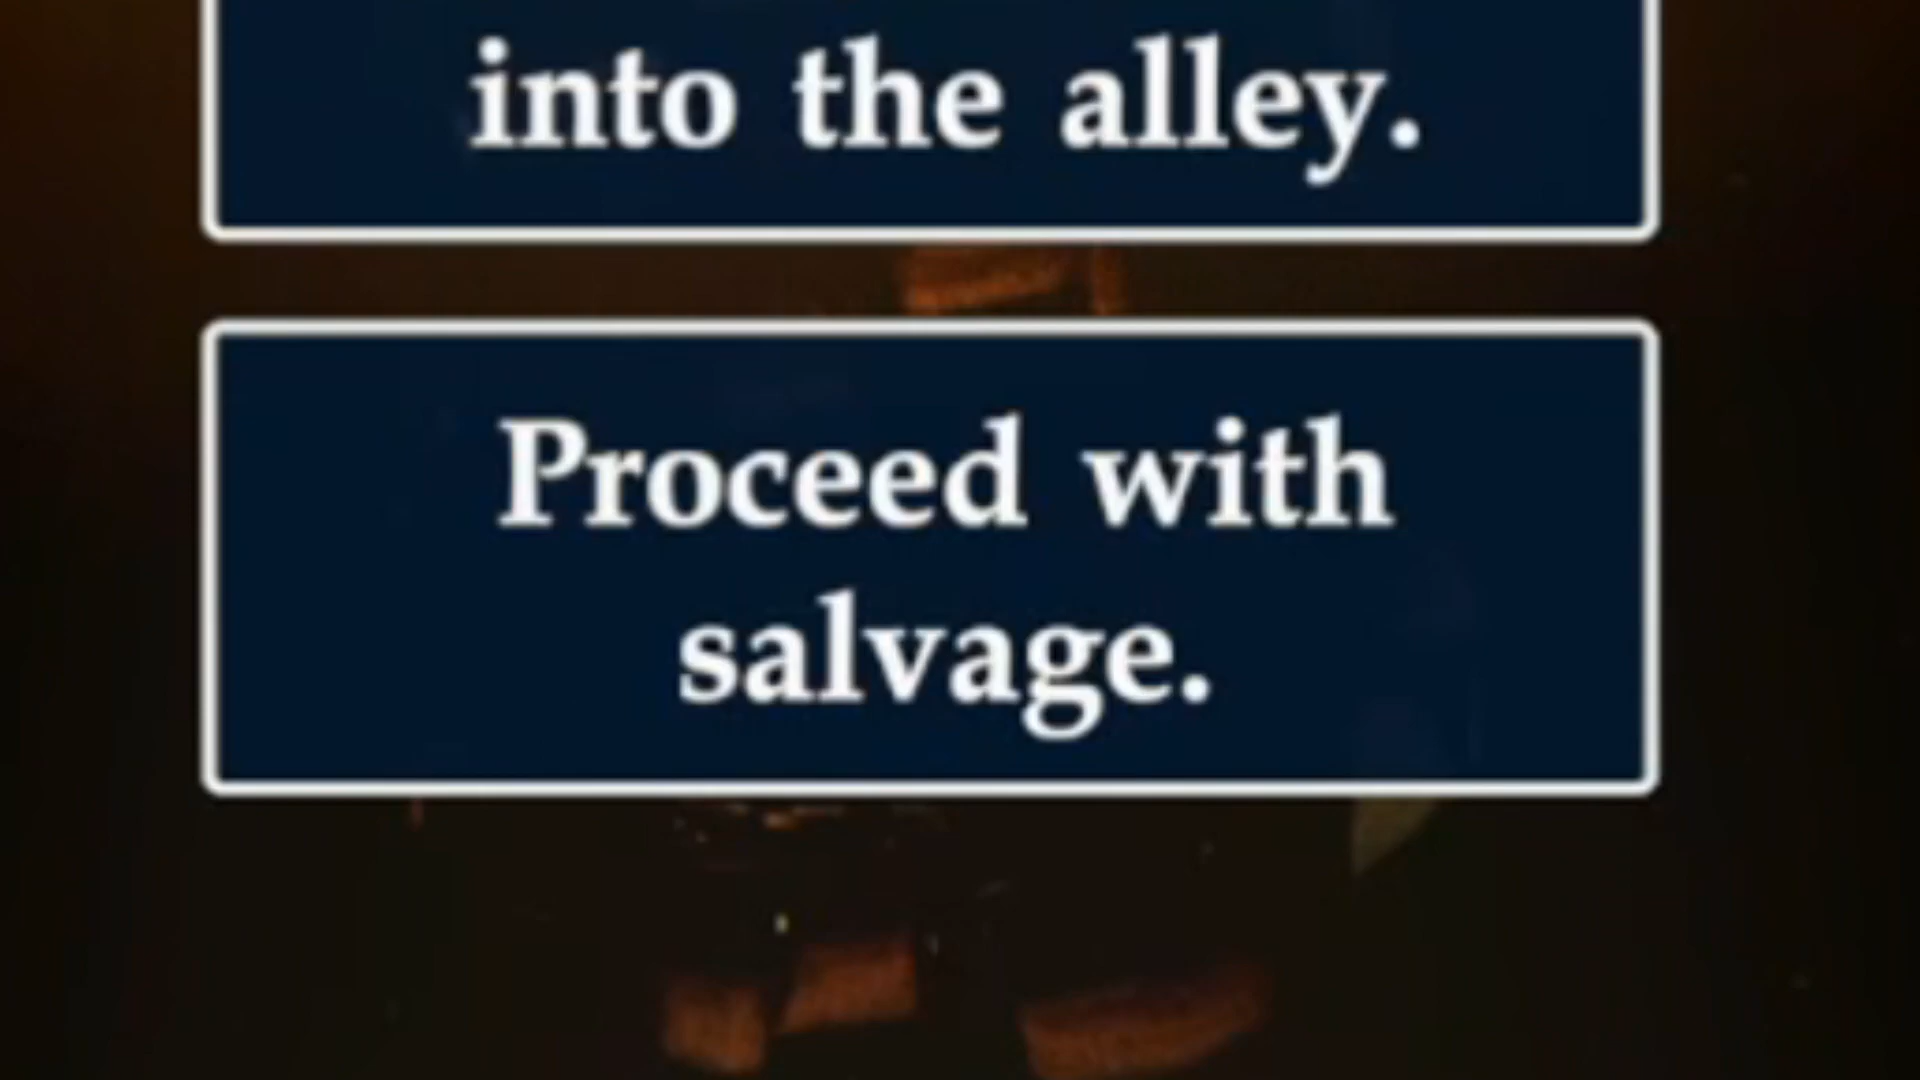 into the alley.
Proceed with
salvage.